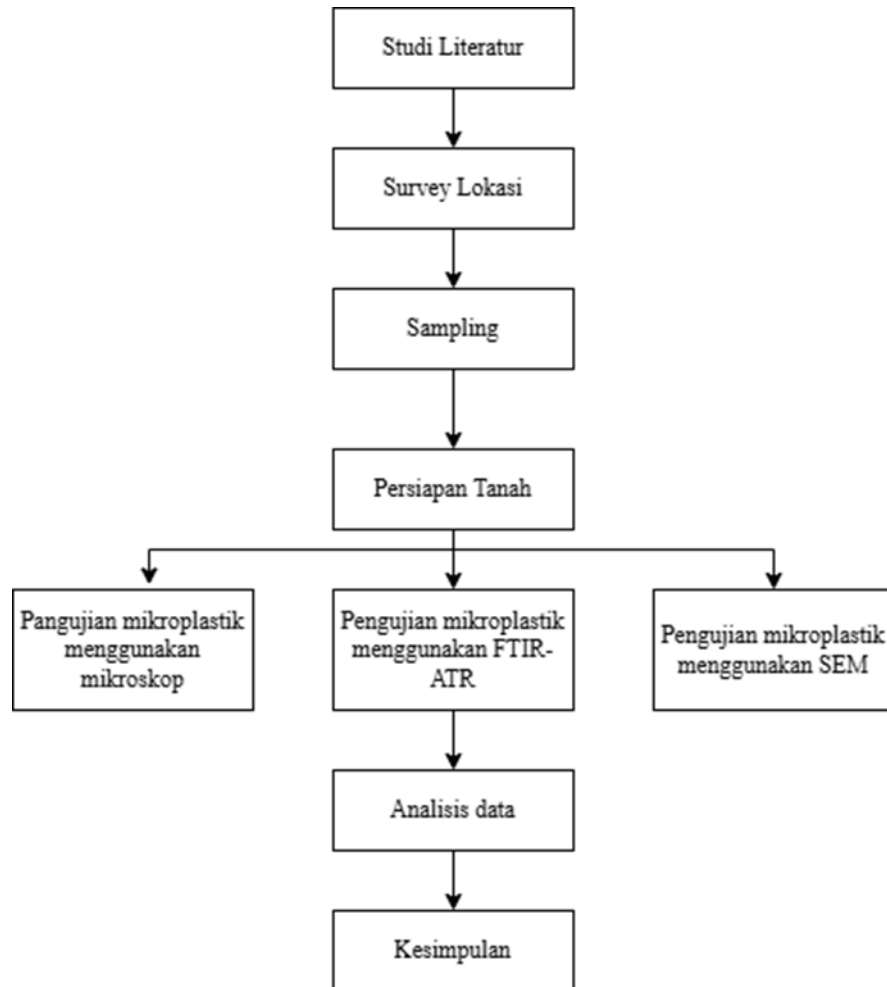 Studi Literatur
Survey Lokasi
Sampling
Persiapan Tanah
Pangujian mikroplastik
menggunakan
mikroskop
Pengujian mikroplastik
menggunakan FTIR-
ATR
Pengujian mikroplastik
menggunakan SEM
Analisis data
Kesimpulan